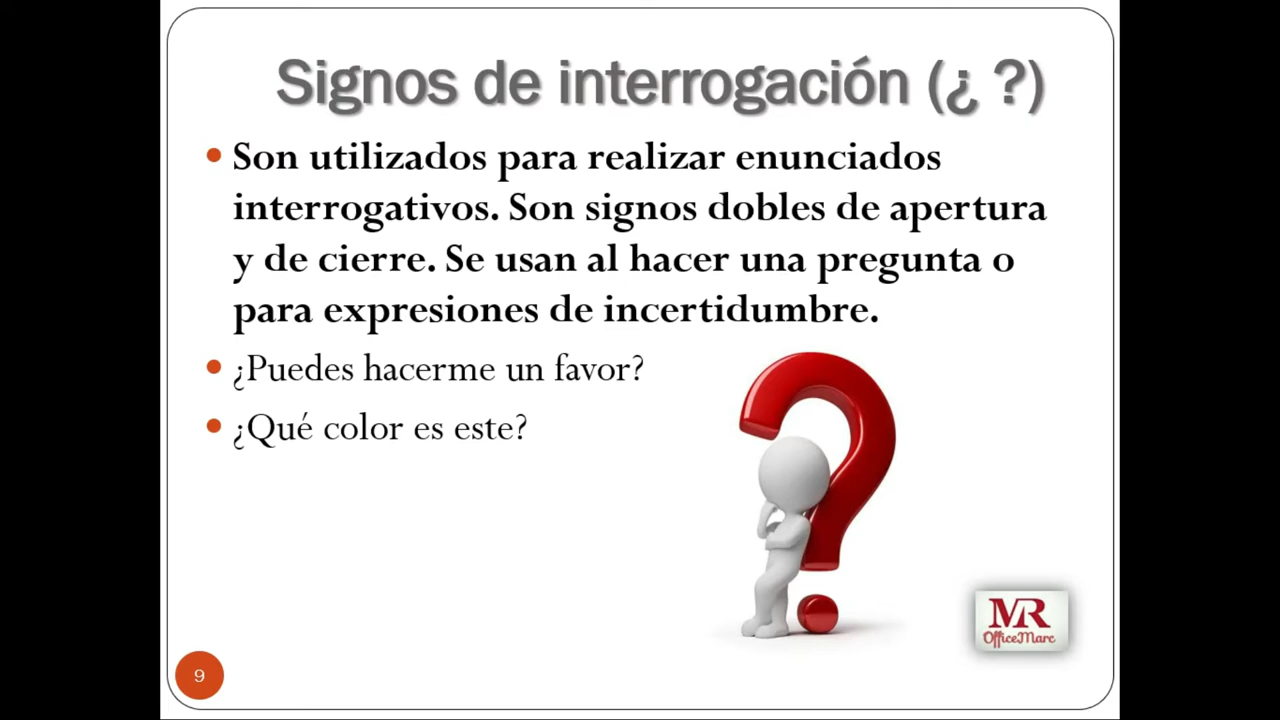 Signos de interrogación (¿ ?)
Son utilizados para realizar enunciados
interrogativos. Son signos dobles de apertura
y de cierre. Se usan al hacer una pregunta o
para expresiones de incertidumbre.
¿Puedes hacerme un favor?
¿Qué color es este?
MR
OfficeMarc
9